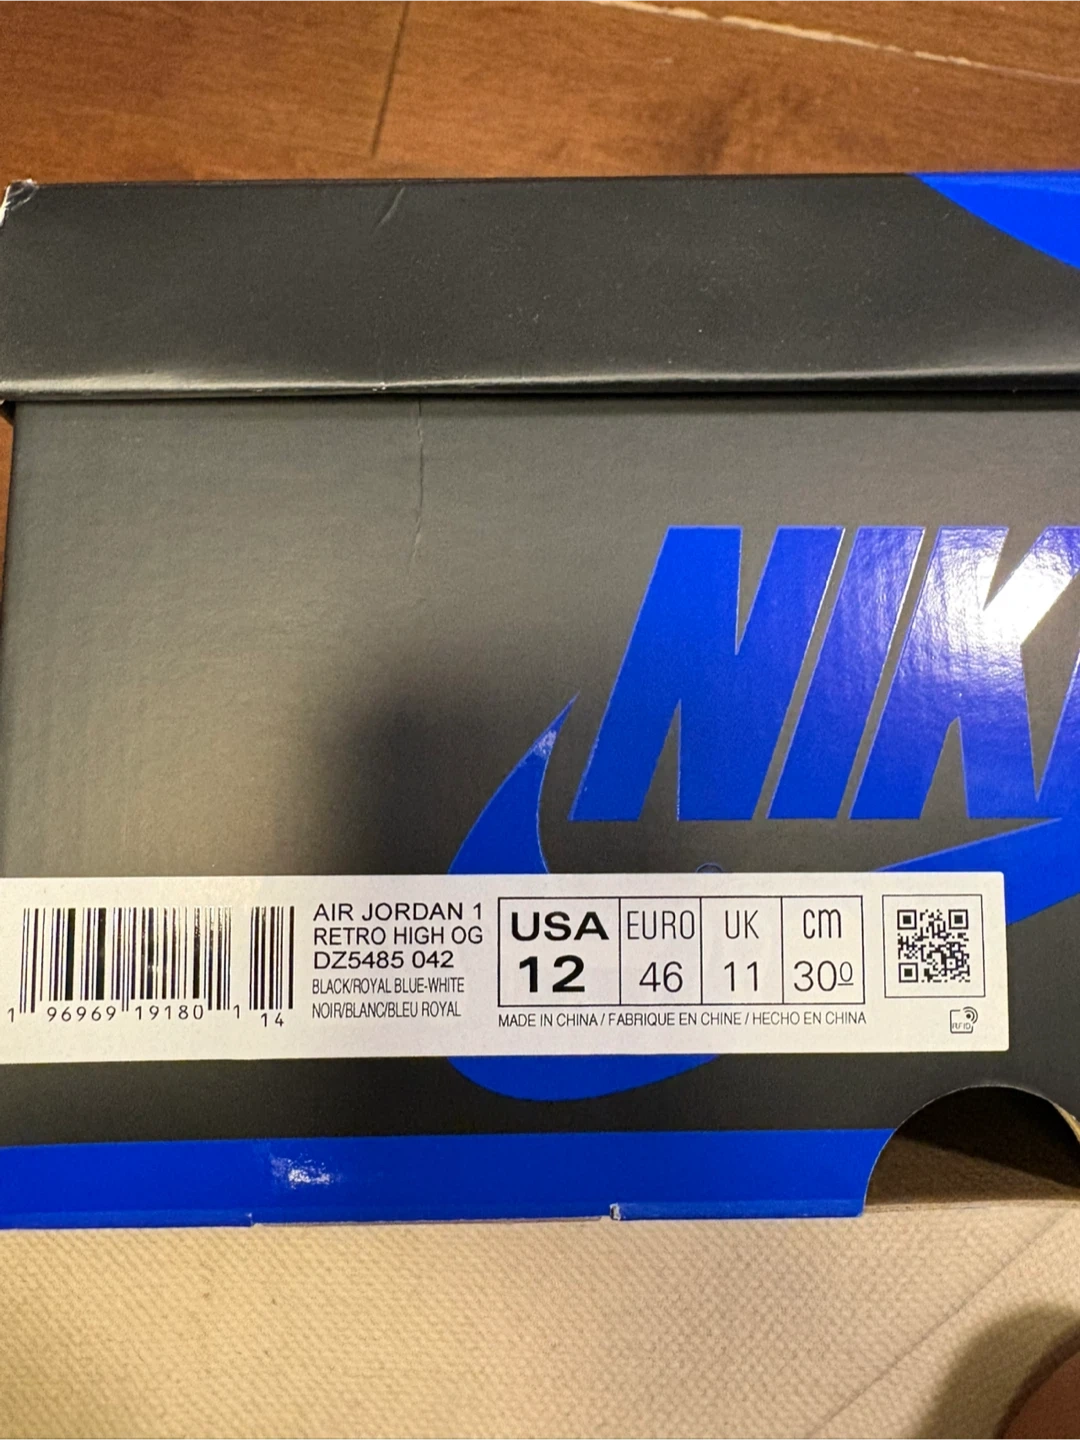 NIK
AIR JORDAN 1
RETRO HIGH OG
DZ5485 042
BLACK/ROYAL BLUE-WHITE
NOIR/BLANC/BLEU ROYAL
1 96969 19180 1
14
USA EURO UK cm
12 46 11 300
MADE IN CHINA / FABRIQUE EN CHINE / HECHO EN CHINA
RFID